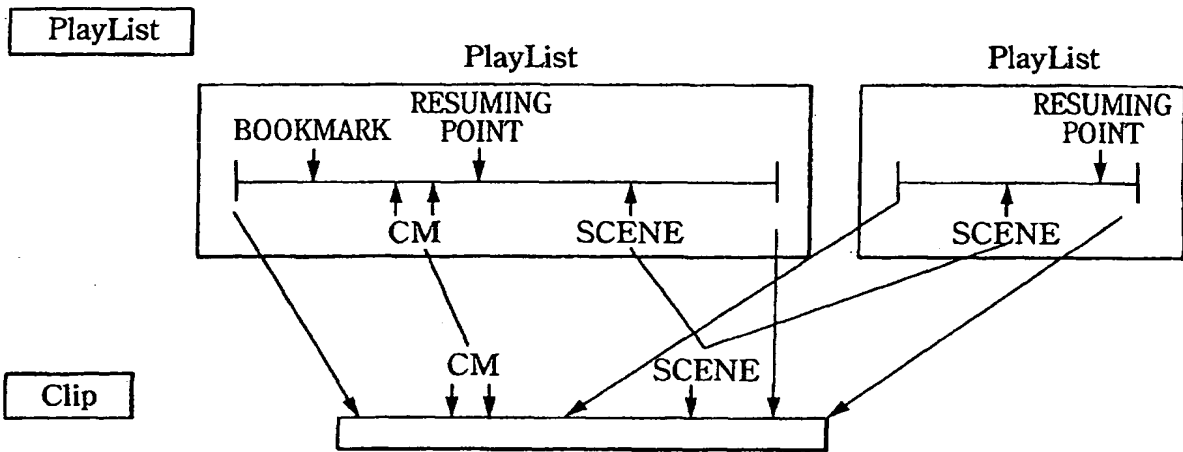 PlayList
PlayList
PlayList
BOOKMARK
RESUMING
POINT
CM
SCENE
RESUMING
POINT
SCENE
CM
SCENE
Clip